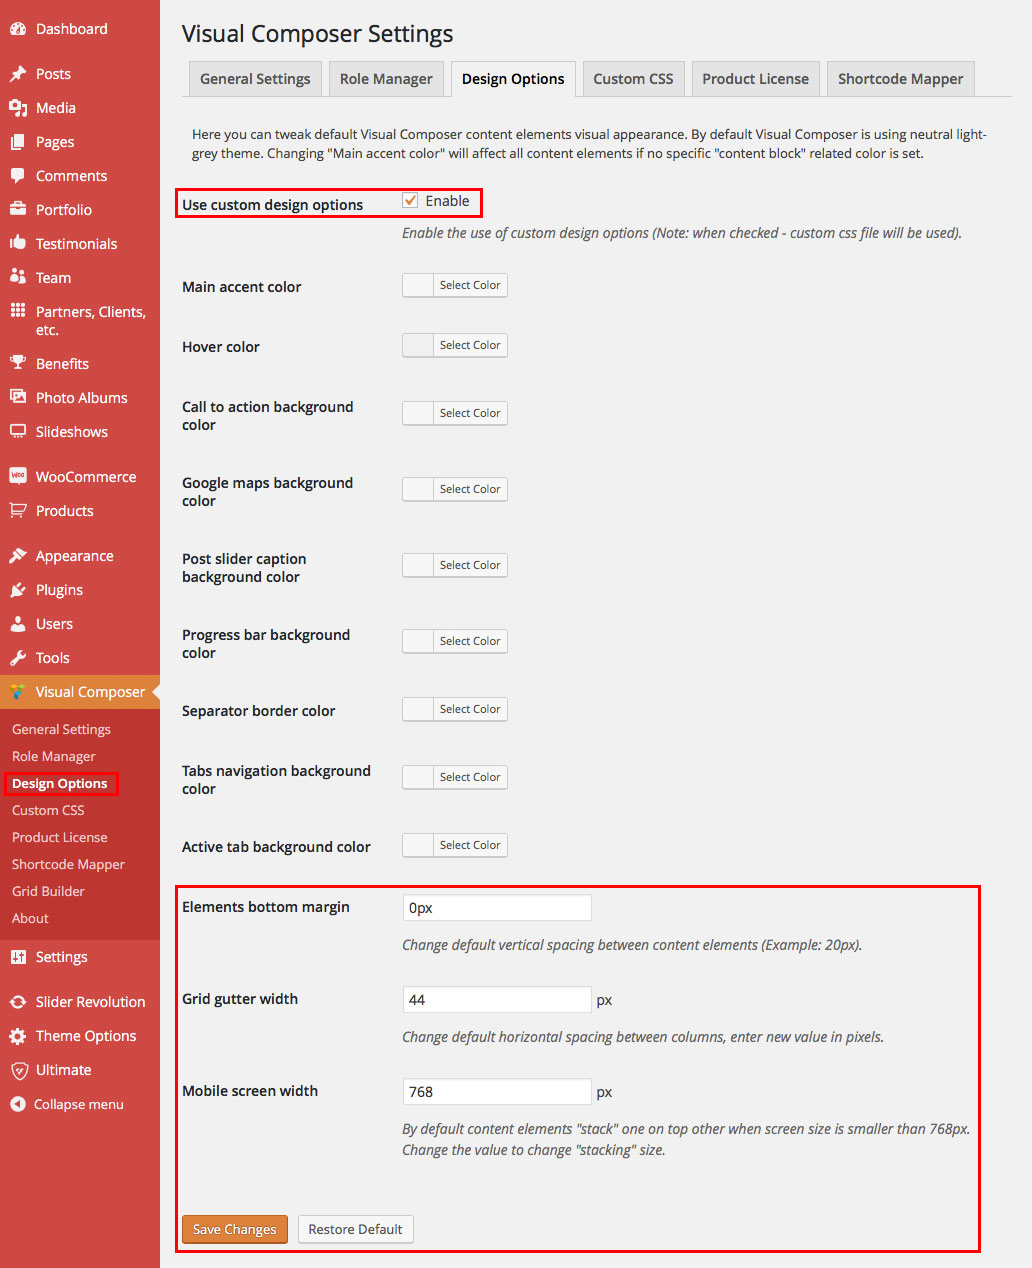 Dashboard
Posts
Media
Pages
Comments
Portfolio
Testimonials
Team
Partners, Clients,
etc.
Benefits
Photo Albums
Slideshows
Woo
WooCommerce
Products
Appearance
Plugins
Users
Tools
Visual Composer
General Settings
Role Manager
Design Options
Custom CSS
Product License
Shortcode Mapper
Grid Builder
About
Settings
Slider Revolution
Theme Options
Ultimate
Collapse menu
Visual Composer Settings
General Settings
Role Manager
Design Options
Custom CSS
Product License
Shortcode Mapper
Here you can tweak default Visual Composer content elements visual appearance. By default Visual Composer is using neutral light-
grey theme. Changing "Main accent color" will affect all content elements if no specific "content block" related color is set.
Use custom design options
Enable
Enable the use of custom design options (Note: when checked - custom css file will be used).
Main accent color
Select Color
Hover color
Select Color
Call to action background
color
Select Color
Google maps background
color
Select Color
Post slider caption
background color
Select Color
Progress bar background
color
Select Color
Separator border color
Select Color
Tabs navigation background
color
Select Color
Active tab background color
Select Color
Elements bottom margin
0px
Change default vertical spacing between content elements (Example: 20px).
Grid gutter width
44 px
Change default horizontal spacing between columns, enter new value in pixels.
Mobile screen width
768 px
By default content elements "stack" one on top other when screen size is smaller than 768px.
Change the value to change "stacking" size.
Save Changes
Restore Default